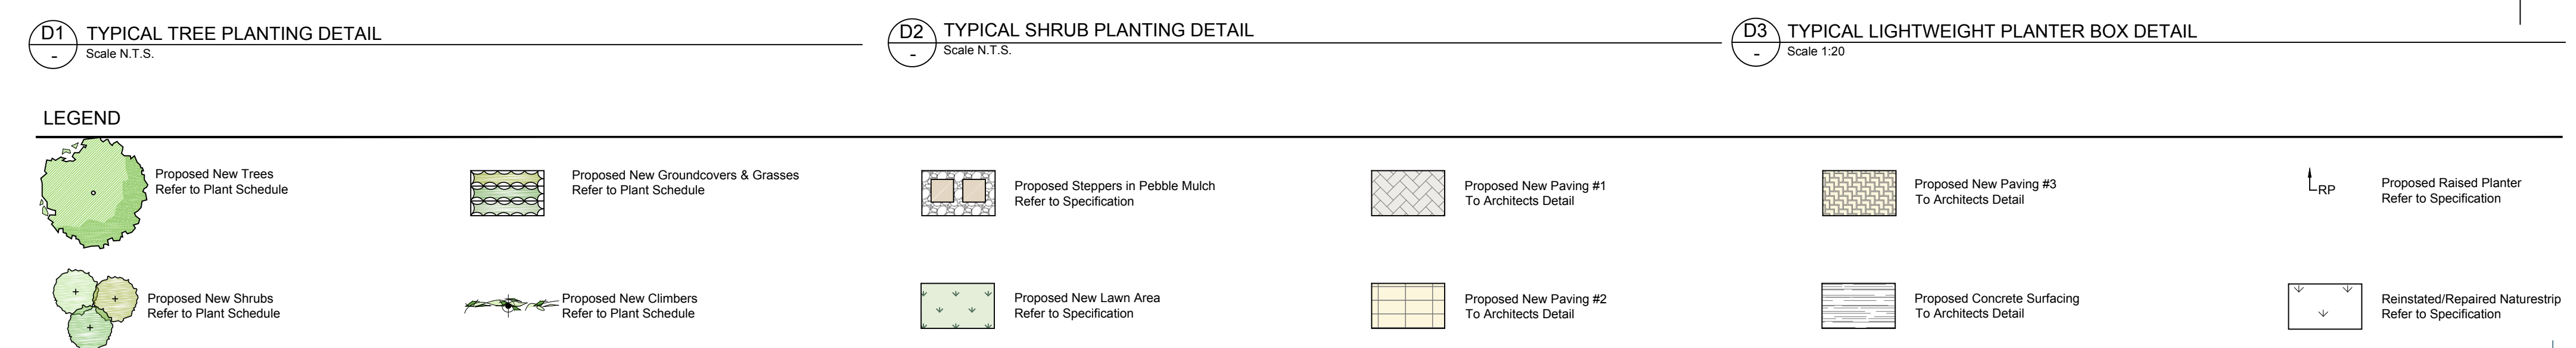 D1
-
TYPICAL TREE PLANTING DETAIL
Scale N.T.S.
D2
-
TYPICAL SHRUB PLANTING DETAIL
Scale N.T.S.
D3
-
TYPICAL LIGHTWEIGHT PLANTER BOX DETAIL
Scale 1:20
LEGEND
Proposed New Trees
Refer to Plant Schedule
Proposed New Groundcovers & Grasses
Refer to Plant Schedule
Proposed Steppers in Pebble Mulch
Refer to Specification
Proposed New Paving #1
To Architects Detail
Proposed New Paving #3
To Architects Detail
RP
Proposed Raised Planter
Refer to Specification
Proposed New Shrubs
Refer to Plant Schedule
Proposed New Climbers
Refer to Plant Schedule
Proposed New Lawn Area
Refer to Specification
Proposed New Paving #2
To Architects Detail
Proposed Concrete Surfacing
To Architects Detail
Reinstated/Repaired Naturestrip
Refer to Specification